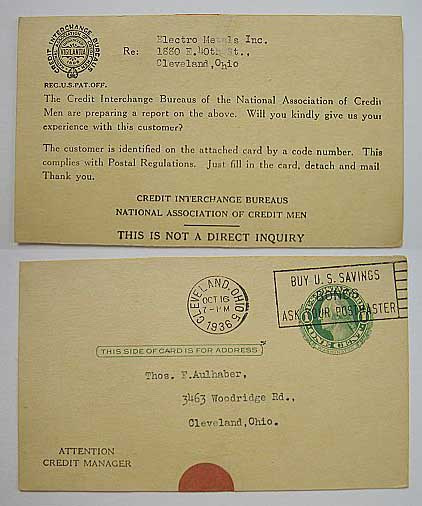 CREDIT INTERCHANGE BUREAUS
VIGILANTIA
REG.U.S.PAT.OFF.
Re: Electro Metals Inc.
1880 E.40th St.,
Cleveland,Ohio
The Credit Interchange Bureaus of the National Association of Credit
Men are preparing a report on the above. Will you kindly give us your
experience with this customer?
The customer is identified on the attached card by a code number. This
complies with Postal Regulations. Just fill in the card, detach and mail
Thank you.
CREDIT INTERCHANGE BUREAUS
NATIONAL ASSOCIATION OF CREDIT MEN
THIS IS NOT A DIRECT INQUIRY
CLEVELAND, OHIO 5
OCT 16
7-PM
1936
BUY U.S. SAVINGS
BONDS
ASK YOUR POSTMASTER
THIS SIDE OF CARD IS FOR ADDRESS
Thos. F.Aulhaber,
3463 Woodridge Rd.,
Cleveland,Ohio.
ATTENTION
CREDIT MANAGER